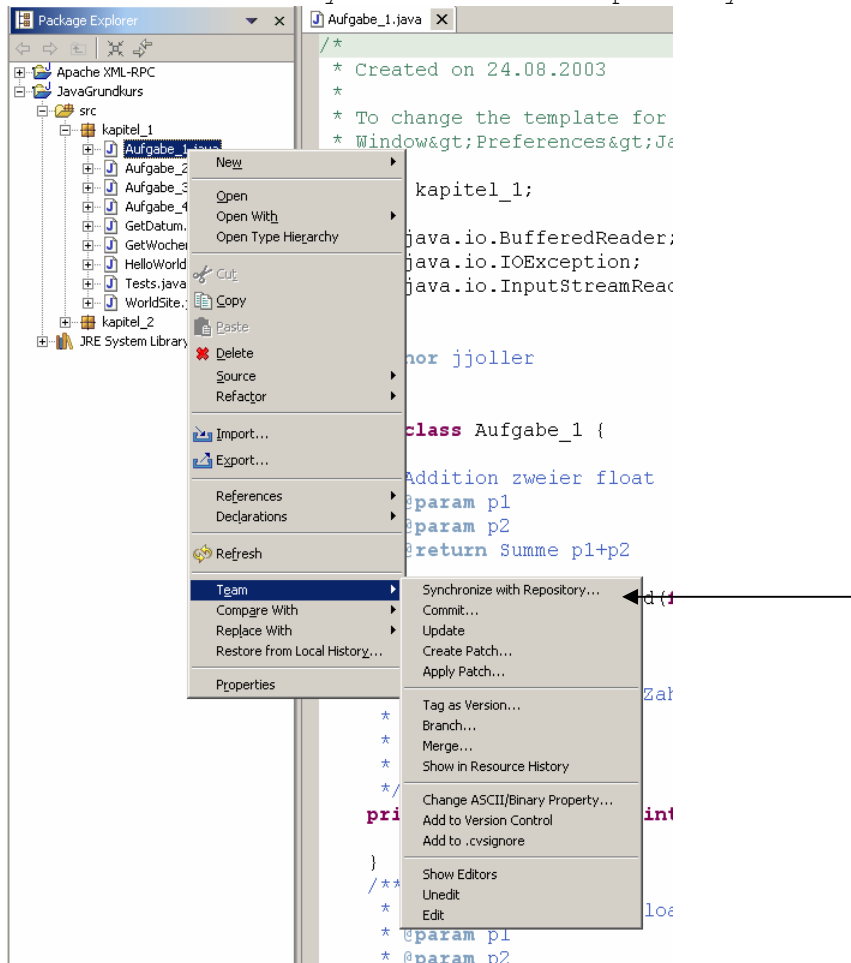 Package Explorer
Aufgabe_1.java
Apache XML-RPC
JavaGrundkurs
src
kapitel_1
Aufgabe_1.java
Aufgabe_2
Aufgabe_3
Aufgabe_4
GetDatum.
GetWocher
HelloWorld
Tests.java
WorldSite.
kapitel_2
JRE System Library
New
Open
Open With
Open Type Hierarchy
Cut
Copy
Paste
Delete
Source
Refactor
Import...
Export...
References
Declarations
Refresh
Team
Compare With
Replace With
Restore from Local History...
Properties
Synchronize with Repository...
Commit...
Update
Create Patch...
Apply Patch...
Tag as Version...
Branch...
Merge...
Show in Resource History
Change ASCII/Binary Property...
Add to Version Control
Add to .cvsignore
Show Editors
Unedit
Edit
/*
* Created on 24.08.2003
*
* To change the template for
* Window&gt;Preferences&gt;Ja
kapitel_1;
java.io.BufferedReader;
java.io.IOException;
java.io.InputStreamRead
hor jjoller
class Aufgabe_1 {
Addition zweier float
@param p1
@param p2
@return Summe p1+p2
d(
Zah
*
*
*
*/
pri
int
}
/**
*
loa
* @param p1
* @param p2